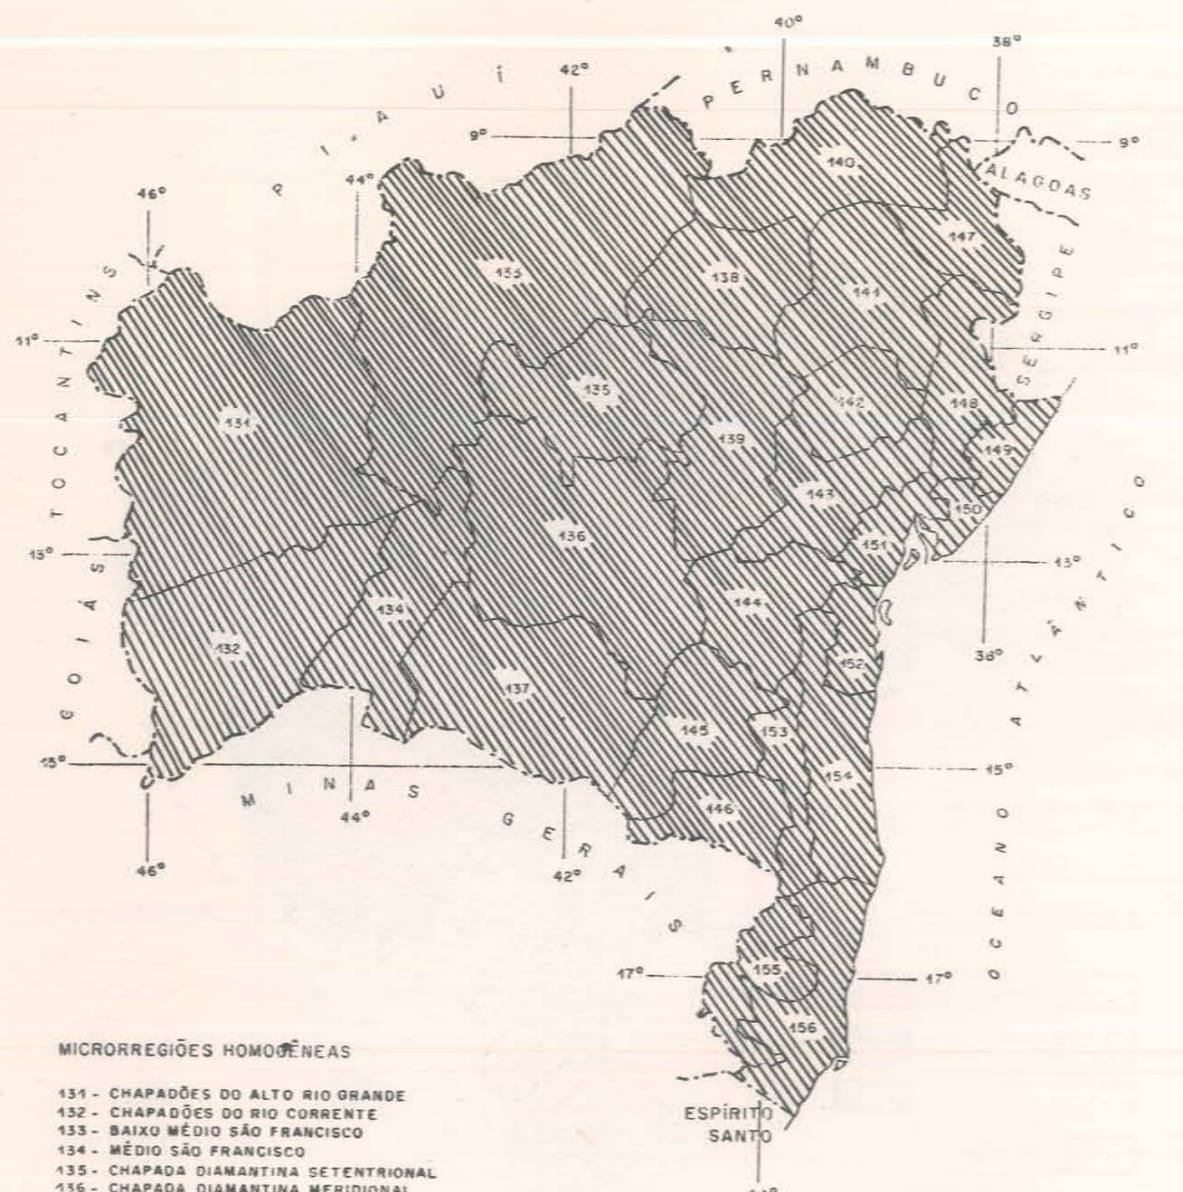 40°
38°
42°
PIAUÍ
PERNAMBUCO
9°
9°
ALAGOAS
46°
44°
140
147
SERGIPE
TOCANTINS
133
138
141
11°
11°
131
135
142
148
139
149
143
150
136
151
13°
13°
OCEANO ATLÂNTICO
GOIÁS
134
144
132
152
38°
137
145
153
15°
154
15°
MINAS GERAIS
146
44°
46°
42°
17°
155
17°
156
MICRORREGIÕES HOMOGÊNEAS
131 - CHAPADÕES DO ALTO RIO GRANDE
132 - CHAPADÕES DO RIO CORRENTE
133 - BAIXO MÉDIO SÃO FRANCISCO
134 - MÉDIO SÃO FRANCISCO
135 - CHAPADA DIAMANTINA SETENTRIONAL
136 - CHAPADA DIAMANTINA MERIDIONAL
ESPÍRITO
SANTO